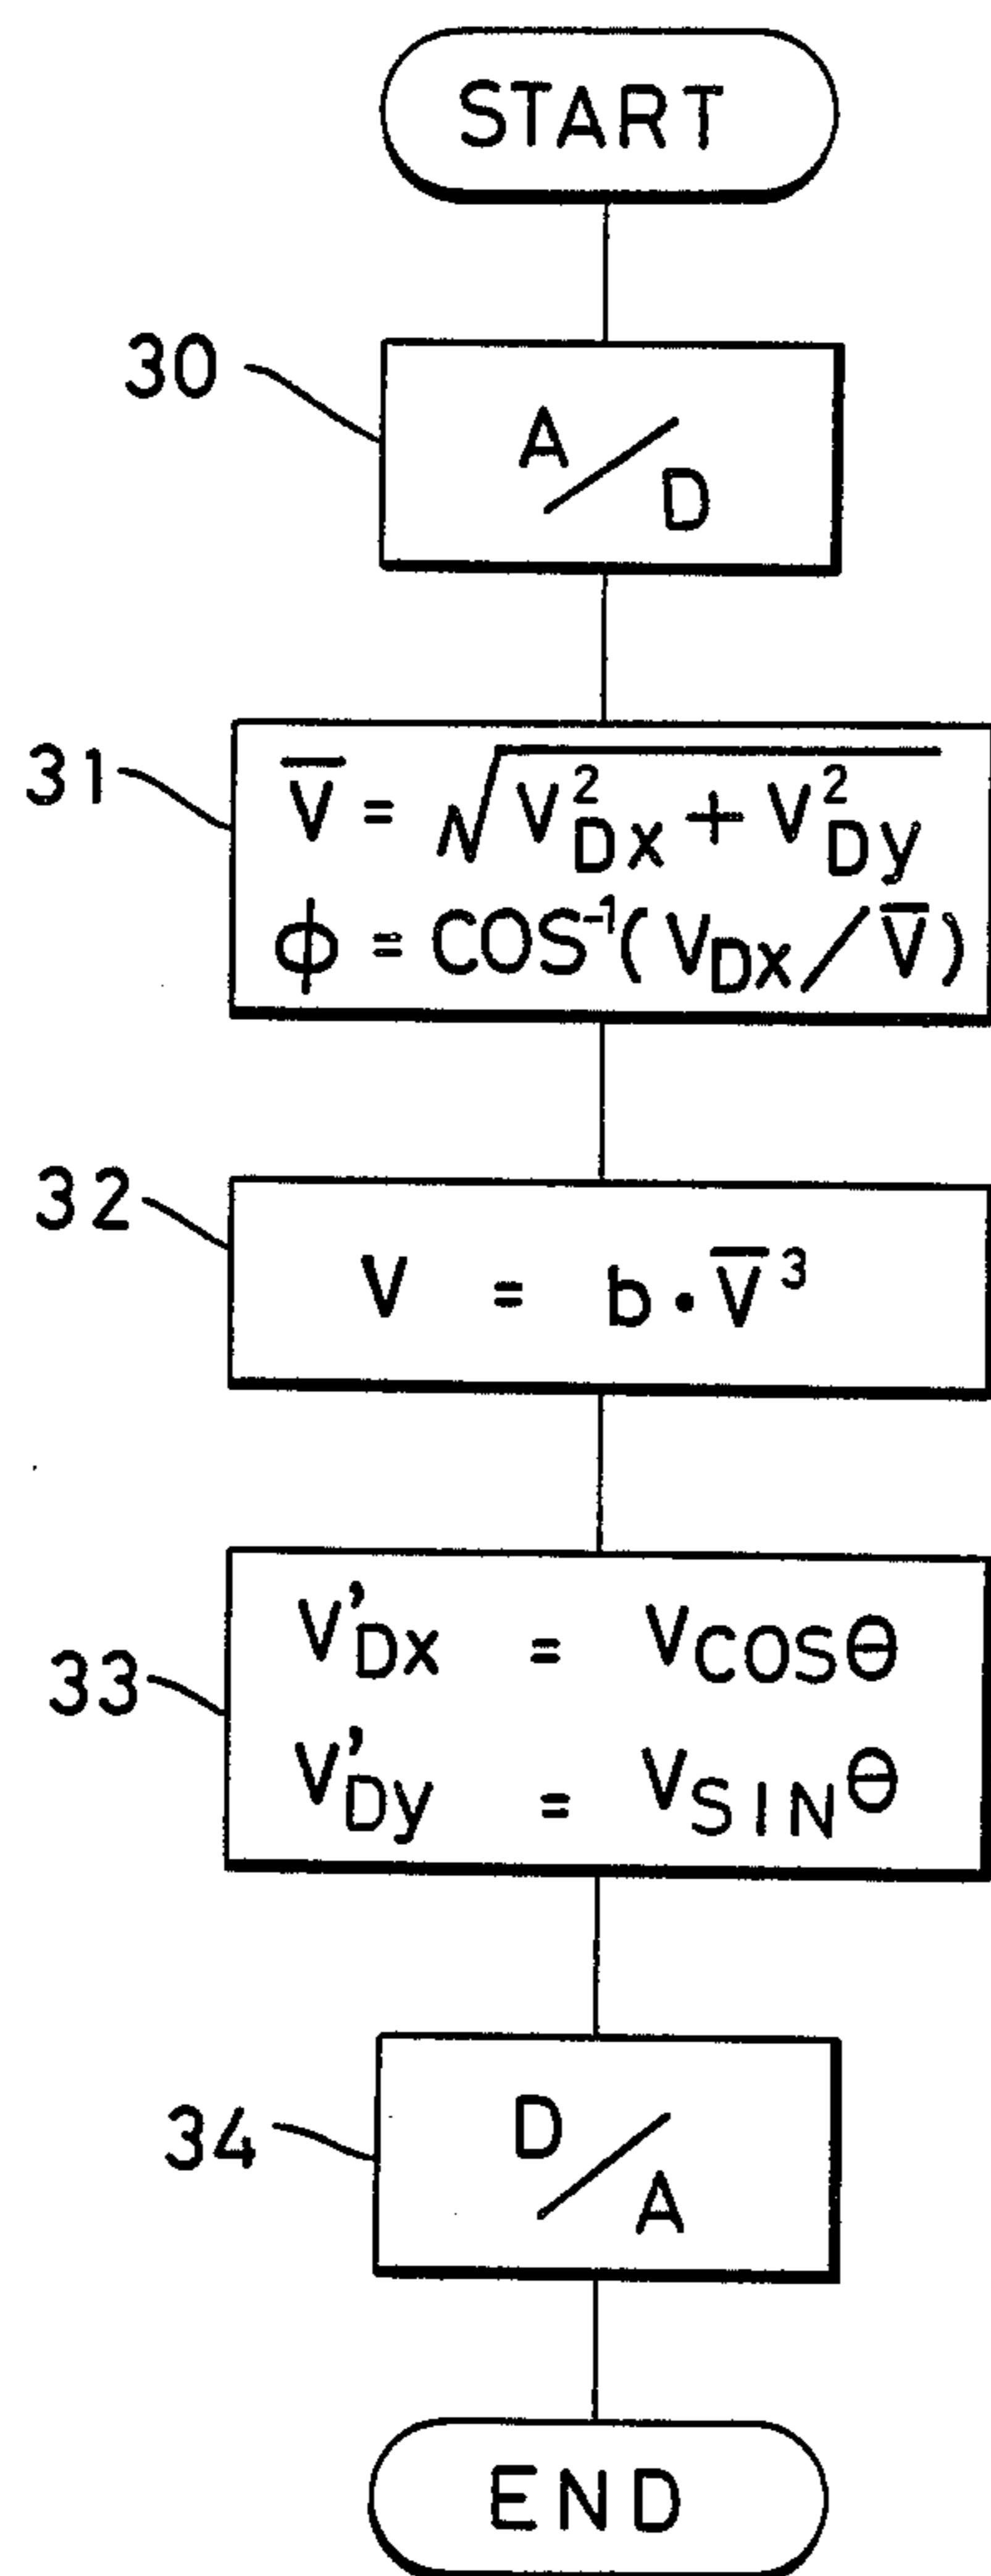 START
30
A/D
31
V̅ = √V²Dx + V²Dy
ϕ = COS⁻¹(VDx/V̅)
32
V = b·V̅³
33
V'Dx = VCOSθ
V'Dy = VSINθ
34
D/A
END